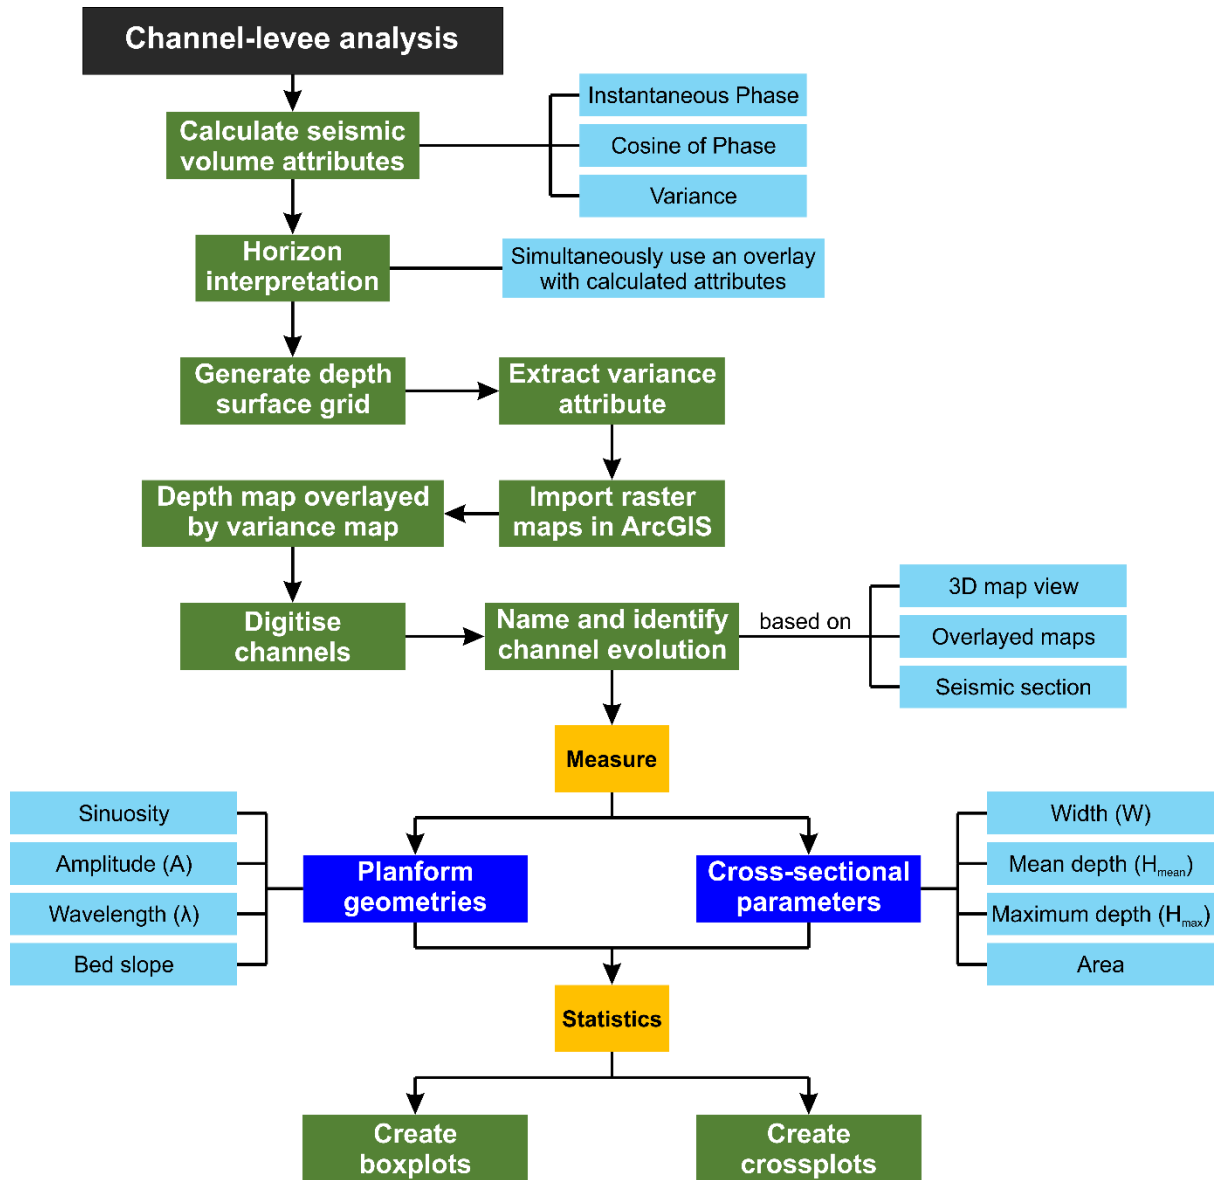 Channel-levee analysis
Calculate seismic
volume attributes
Instantaneous Phase
Cosine of Phase
Variance
Horizon
interpretation
Simultaneously use an overlay
with calculated attributes
Generate depth
surface grid
Extract variance
attribute
Import raster
maps in ArcGIS
Depth map overlayed
by variance map
Digitise
channels
Name and identify
channel evolution
based on
3D map view
Overlayed maps
Seismic section
Measure
Planform
geometries
Sinuosity
Amplitude (A)
Wavelength (λ)
Bed slope
Cross-sectional
parameters
Width (W)
Mean depth (Hmean)
Maximum depth (Hmax)
Area
Statistics
Create
boxplots
Create
crossplots